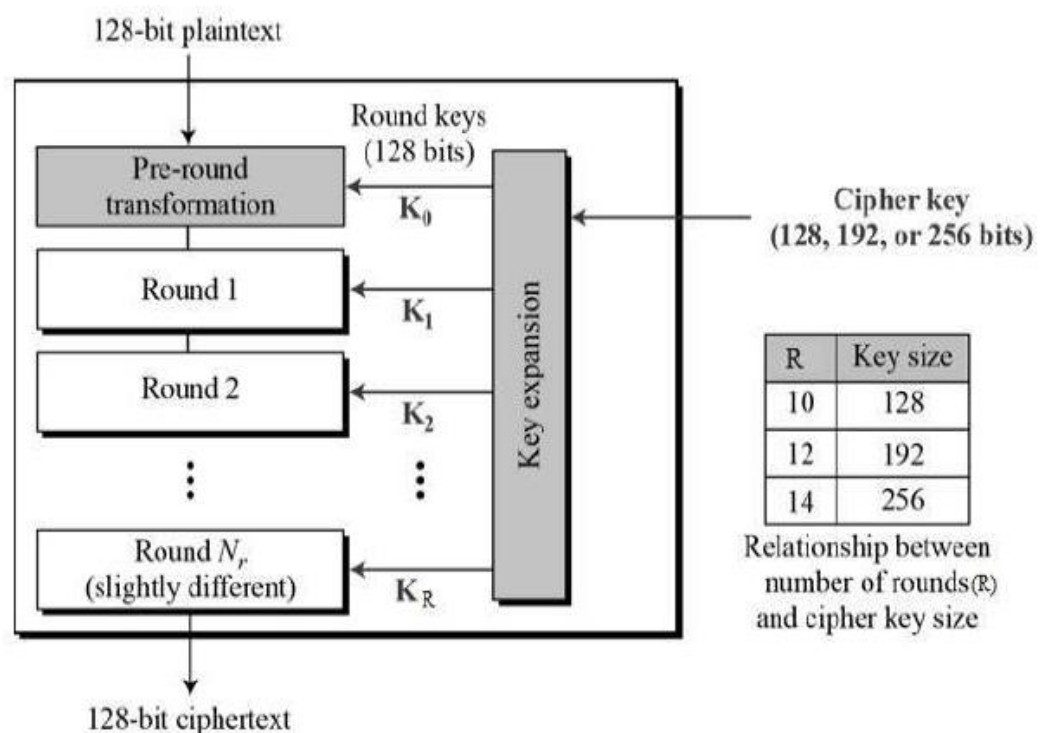 128-bit plaintext
Round keys
(128 bits)
Pre-round
transformation
K₀
Cipher key
(128, 192, or 256 bits)
Round 1
K₁
Round 2
K₂
Key expansion
Round Nᵣ
(slightly different)
K R
128-bit ciphertext
R Key size
10 128
12 192
14 256
Relationship between
number of rounds(R)
and cipher key size